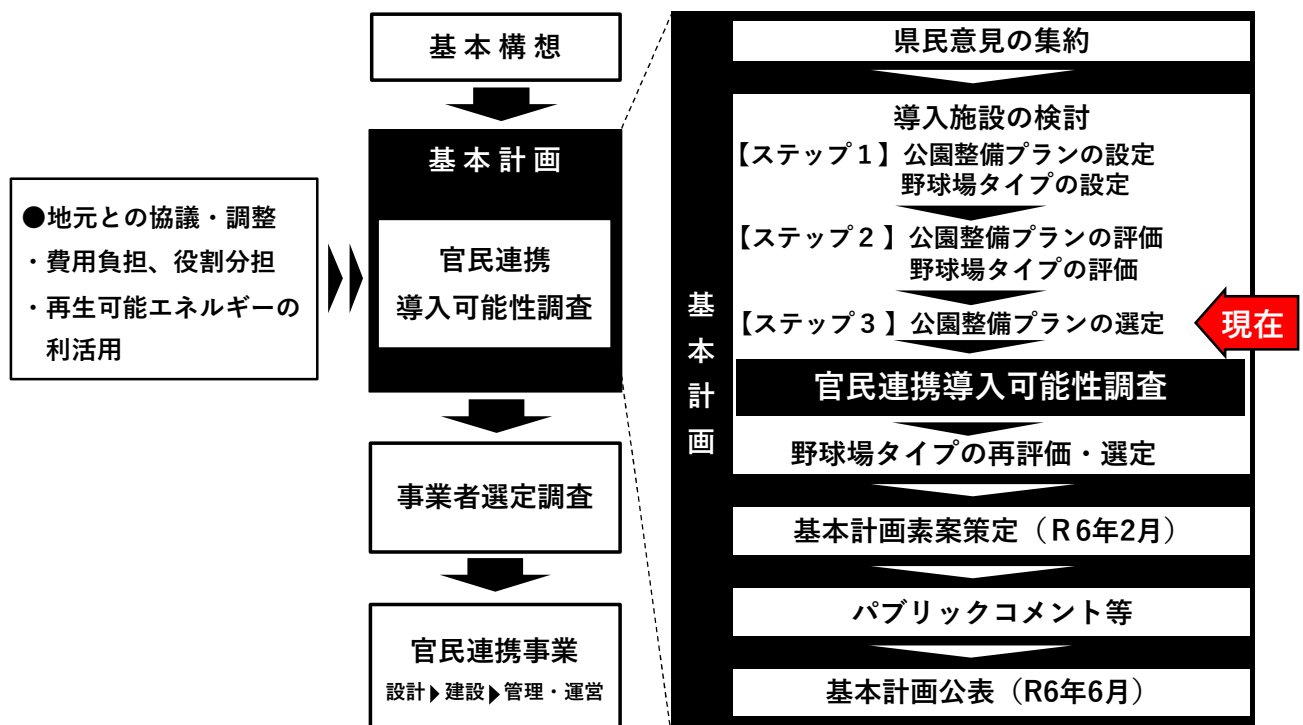 基本構想
基本計画
官民連携
導入可能性調査
●地元との協議・調整
・費用負担、役割分担
・再生可能エネルギーの
利活用
事業者選定調査
官民連携事業
設計▶建設▶管理・運営
基本計画
県民意見の集約
導入施設の検討
【ステップ１】公園整備プランの設定
野球場タイプの設定
【ステップ２】公園整備プランの評価
野球場タイプの評価
【ステップ３】公園整備プランの選定
現在
官民連携導入可能性調査
野球場タイプの再評価・選定
基本計画素案策定（Ｒ6年2月）
パブリックコメント等
基本計画公表（R6年6月）